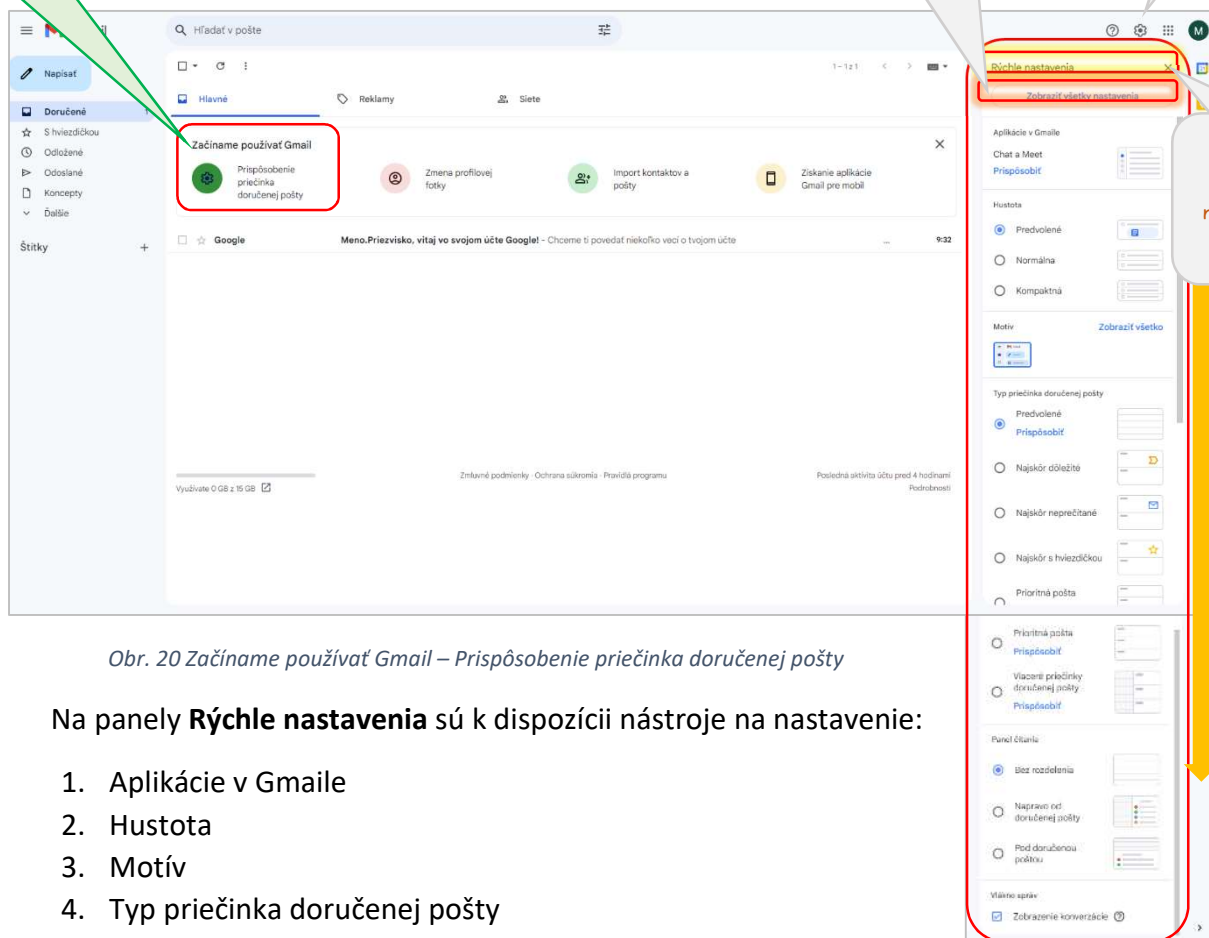 Hľadať v pošte
M
Napísať
1–1 z 1
Rýchle nastavenia
Zobraziť všetky nastavenia
Hlavné
Reklamy
Siete
Doručené 1
S hviezdičkou
Odložené
Odoslané
Koncepty
Ďalšie
Štítky +
Začíname používať Gmail
Prispôsobenie
priečinka
doručenej pošty
Zmena profilovej
fotky
Import kontaktov a
pošty
Získanie aplikácie
Gmail pre mobil
Google Meno.Priezvisko, vitaj vo svojom účte Google! - Chceme ti povedať niekoľko vecí o tvojom účte 9:32
Využívate 0 GB z 15 GB
Zmluvné podmienky · Ochrana súkromia · Pravidlá programu
Posledná aktivita účtu pred 4 hodinami
Podrobnosti
Aplikácie v Gmaile
Chat a Meet
Prispôsobiť
Hustota
Predvolené
Normálna
Kompaktná
Motív Zobraziť všetko
Typ priečinka doručenej pošty
Predvolené
Prispôsobiť
Najskôr dôležité
Najskôr neprečítané
Najskôr s hviezdičkou
Prioritná pošta
Prioritná pošta
Prispôsobiť
Viaceré priečinky
doručenej pošty
Prispôsobiť
Panel čítania
Bez rozdelenia
Napravo od
doručenej pošty
Pod doručenou
poštou
Vlákno správ
Zobrazenie konverzácie
Obr. 20 Začíname používať Gmail – Prispôsobenie priečinka doručenej pošty
Na panely Rýchle nastavenia sú k dispozícii nástroje na nastavenie:
1. Aplikácie v Gmaile
2. Hustota
3. Motív
4. Typ priečinka doručenej pošty